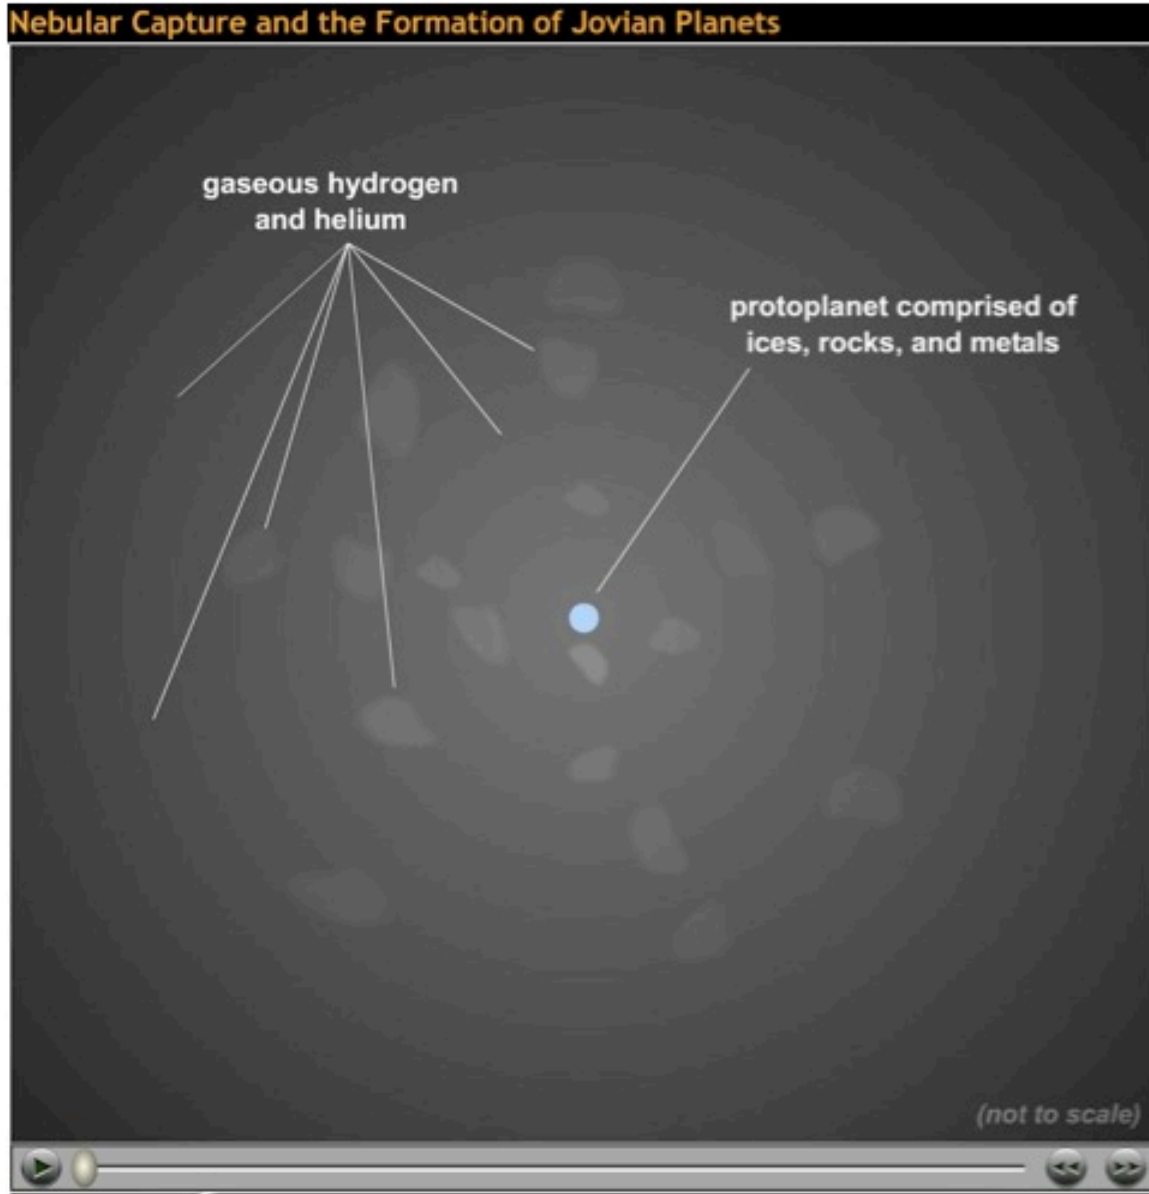 Nebular Capture and the Formation of Jovian Planets
gaseous hydrogen
and helium
protoplanet comprised of
ices, rocks, and metals
(not to scale)